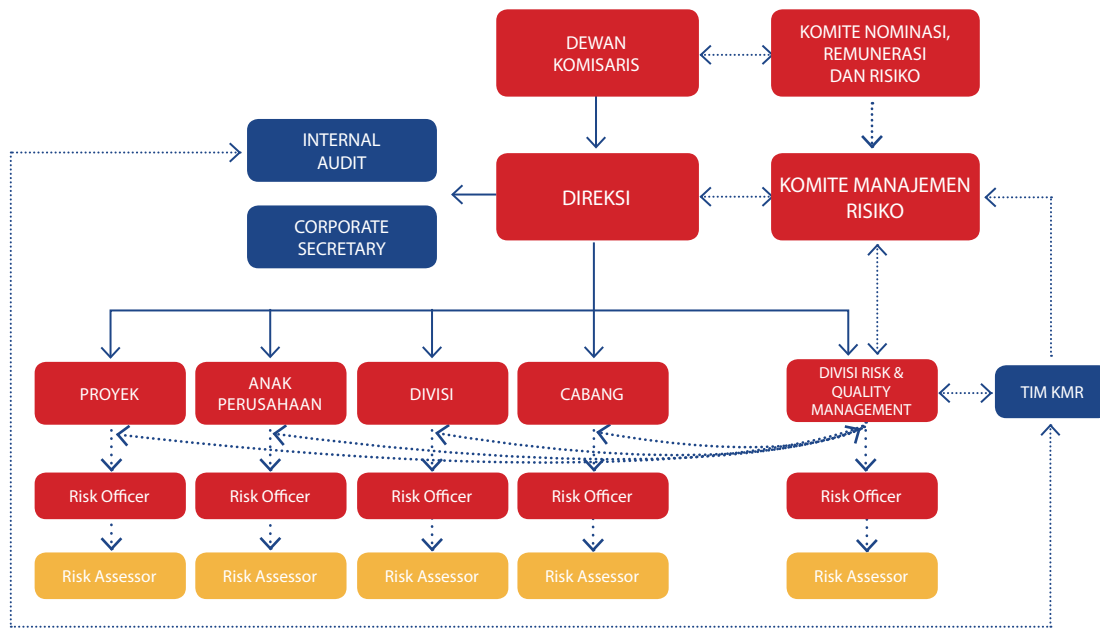 DEWAN
KOMISARIS
KOMITE NOMINASI,
REMUNERASI
DAN RISIKO
INTERNAL
AUDIT
DIREKSI
KOMITE MANAJEMEN
RISIKO
CORPORATE
SECRETARY
PROYEK
ANAK
PERUSAHAAN
DIVISI
CABANG
DIVISI RISK &
QUALITY
MANAGEMENT
TIM KMR
Risk Officer
Risk Officer
Risk Officer
Risk Officer
Risk Officer
Risk Assessor
Risk Assessor
Risk Assessor
Risk Assessor
Risk Assessor